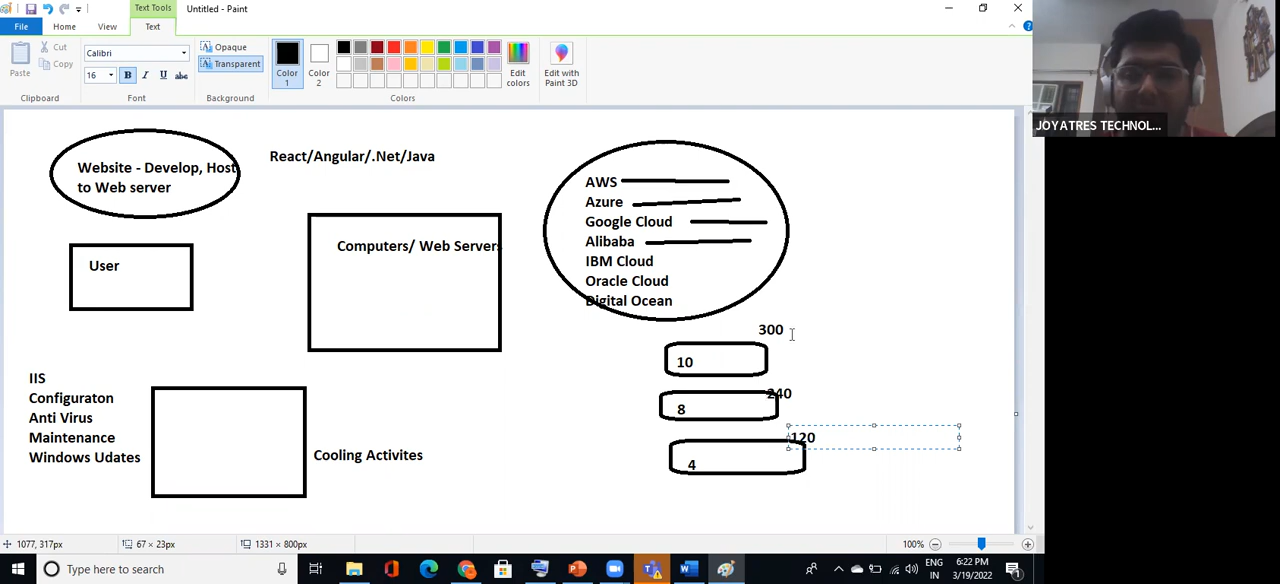 Text Tools
Untitled - Paint
File
Home
View
Text
Paste
Cut
Copy
Clipboard
Calibri
16
B
I
U
abc
Font
Opaque
Transparent
Background
Color
1
Color
2
Colors
Edit
colors
Edit with
Paint 3D
JOYATRES TECHNOL...
Website - Develop, Host
to Web server
React/Angular/.Net/Java
User
Computers/ Web Servers
AWS
Azure
Google Cloud
Alibaba
IBM Cloud
Oracle Cloud
Digital Ocean
300
10
240
8
120
4
IIS
Configuraton
Anti Virus
Maintenance
Windows Udates
Cooling Activites
1077, 317px
67 × 23px
1331 × 800px
100%
Type here to search
ENG
IN
6:22 PM
3/19/2022
1